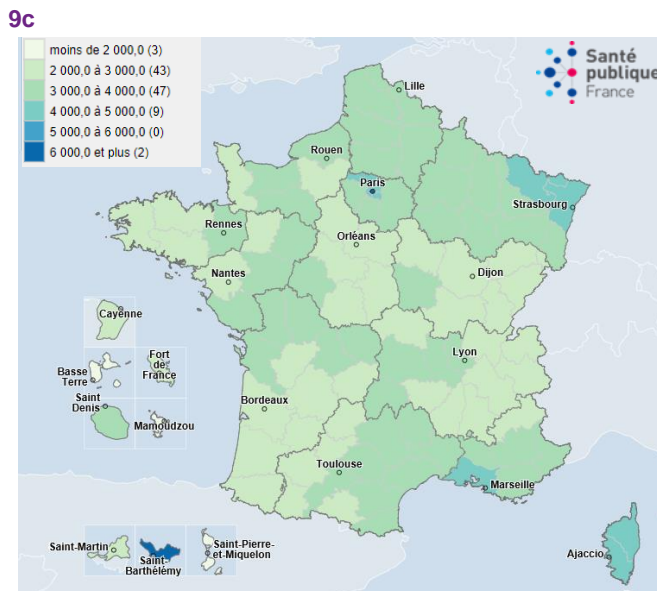 9c
moins de 2 000,0 (3)
2 000,0 à 3 000,0 (43)
3 000,0 à 4 000,0 (47)
4 000,0 à 5 000,0 (9)
5 000,0 à 6 000,0 (0)
6 000,0 et plus (2)
Santé
publique
France
Lille
Rouen
Paris
Strasbourg
Rennes
Orléans
Nantes
Dijon
Cayenne
Lyon
Basse
Terre
Fort
de
France
Bordeaux
Saint
Denis
Mamoudzou
Toulouse
Marseille
Saint-Martin
Saint-
Barthélémy
Saint-Pierre-
et-Miquelon
Ajaccio